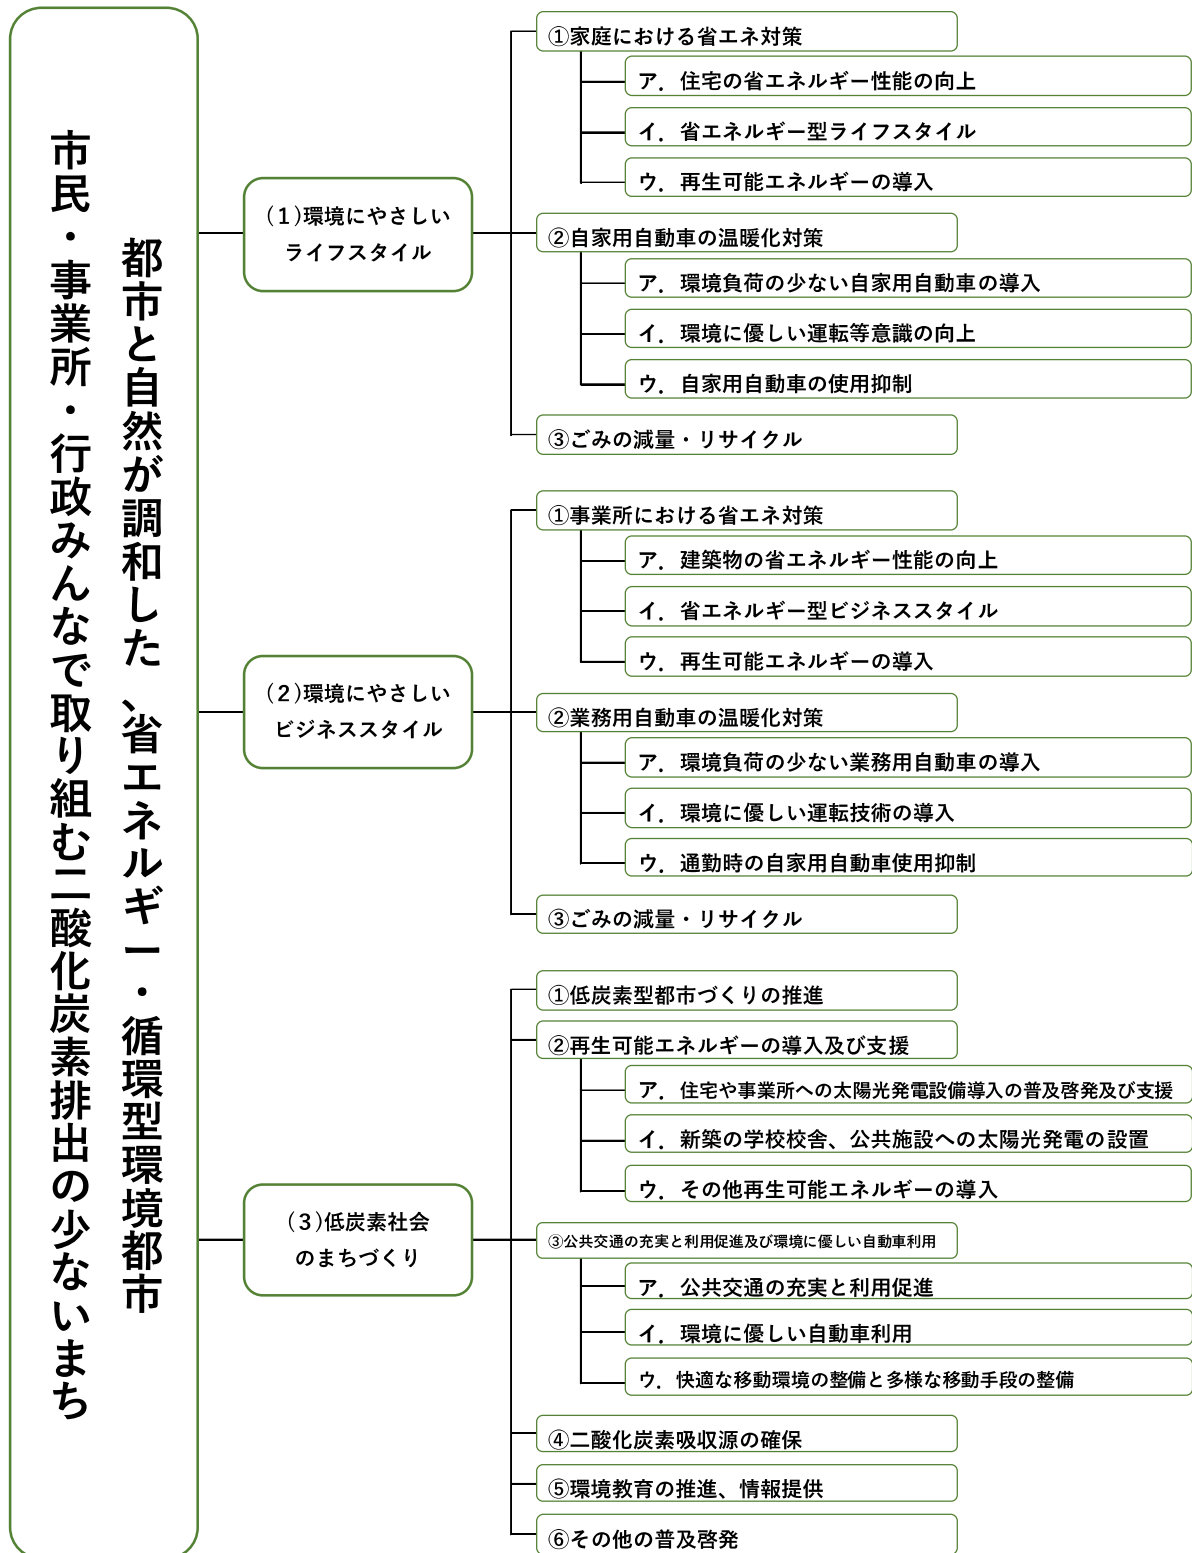 都市と自然が調和した、省エネルギー・循環型環境都市
市民・事業所・行政みんなで取り組む二酸化炭素排出の少ないまち
（１）環境にやさしい
ライフスタイル
①家庭における省エネ対策
ア．住宅の省エネルギー性能の向上
イ．省エネルギー型ライフスタイル
ウ．再生可能エネルギーの導入
②自家用自動車の温暖化対策
ア．環境負荷の少ない自家用自動車の導入
イ．環境に優しい運転等意識の向上
ウ．自家用自動車の使用抑制
③ごみの減量・リサイクル
（２）環境にやさしい
ビジネススタイル
①事業所における省エネ対策
ア．建築物の省エネルギー性能の向上
イ．省エネルギー型ビジネススタイル
ウ．再生可能エネルギーの導入
②業務用自動車の温暖化対策
ア．環境負荷の少ない業務用自動車の導入
イ．環境に優しい運転技術の導入
ウ．通勤時の自家用自動車使用抑制
③ごみの減量・リサイクル
（３）低炭素社会
のまちづくり
①低炭素型都市づくりの推進
②再生可能エネルギーの導入及び支援
ア．住宅や事業所への太陽光発電設備導入の普及啓発及び支援
イ．新築の学校校舎、公共施設への太陽光発電の設置
ウ．その他再生可能エネルギーの導入
③公共交通の充実と利用促進及び環境に優しい自動車利用
ア．公共交通の充実と利用促進
イ．環境に優しい自動車利用
ウ．快適な移動環境の整備と多様な移動手段の整備
④二酸化炭素吸収源の確保
⑤環境教育の推進、情報提供
⑥その他の普及啓発